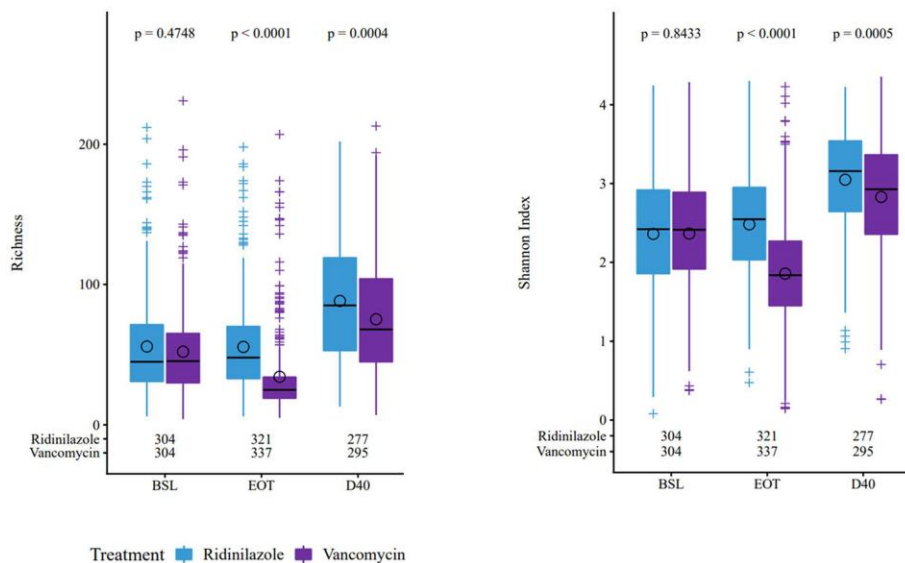 p = 0.4748 p < 0.0001 p = 0.0004
200
100
0
Richness
Ridinilazole 304 321 277
Vancomycin 304 337 295
BSL EOT D40
p = 0.8433 p < 0.0001 p = 0.0005
4
3
2
1
0
Shannon Index
Ridinilazole 304 321 277
Vancomycin 304 337 295
BSL EOT D40
Treatment Ridinilazole Vancomycin